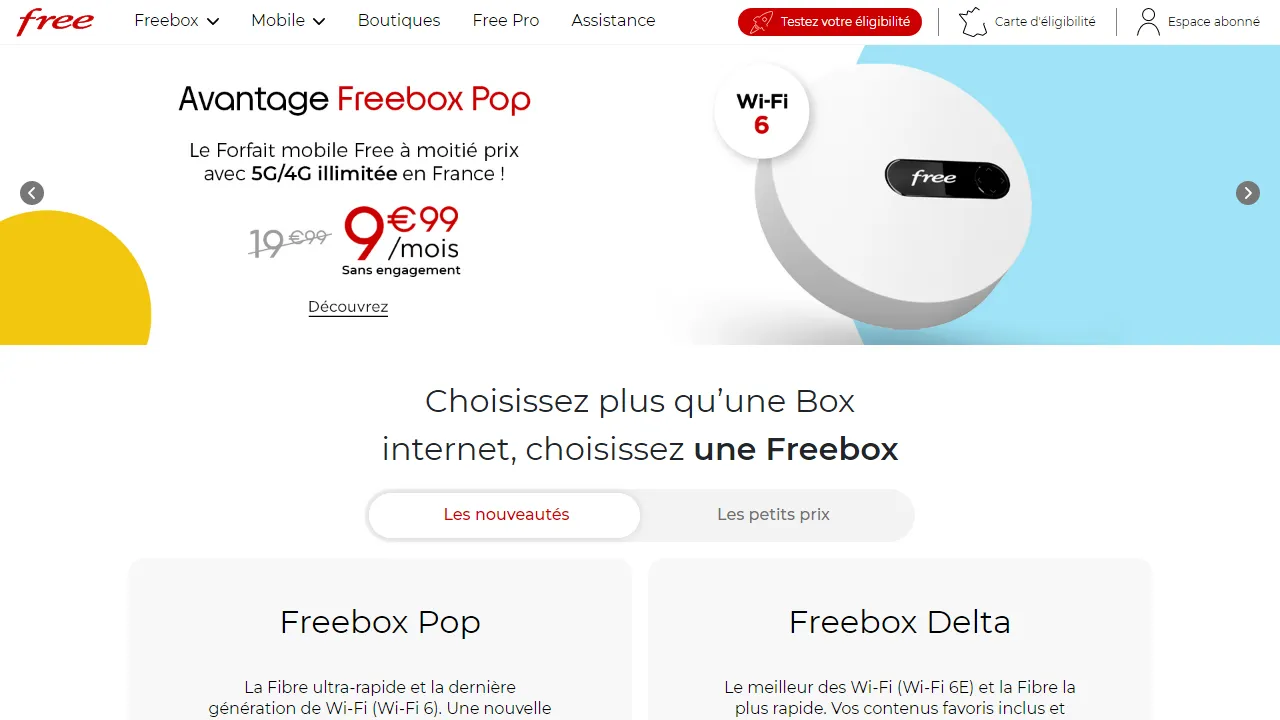 free
Freebox
Mobile
Boutiques
Free Pro
Assistance
Testez votre éligibilité
Carte d'éligibilité
Espace abonné
Avantage Freebox Pop
Le Forfait mobile Free à moitié prix
avec 5G/4G illimitée en France !
19€99
9€99
/mois
Sans engagement
Découvrez
Wi-Fi
6
free
Choisissez plus qu’une Box
internet, choisissez une Freebox
Les nouveautés
Les petits prix
Freebox Pop
La Fibre ultra-rapide et la dernière
génération de Wi-Fi (Wi-Fi 6). Une nouvelle
Freebox Delta
Le meilleur des Wi-Fi (Wi-Fi 6E) et la Fibre la
plus rapide. Vos contenus favoris inclus et